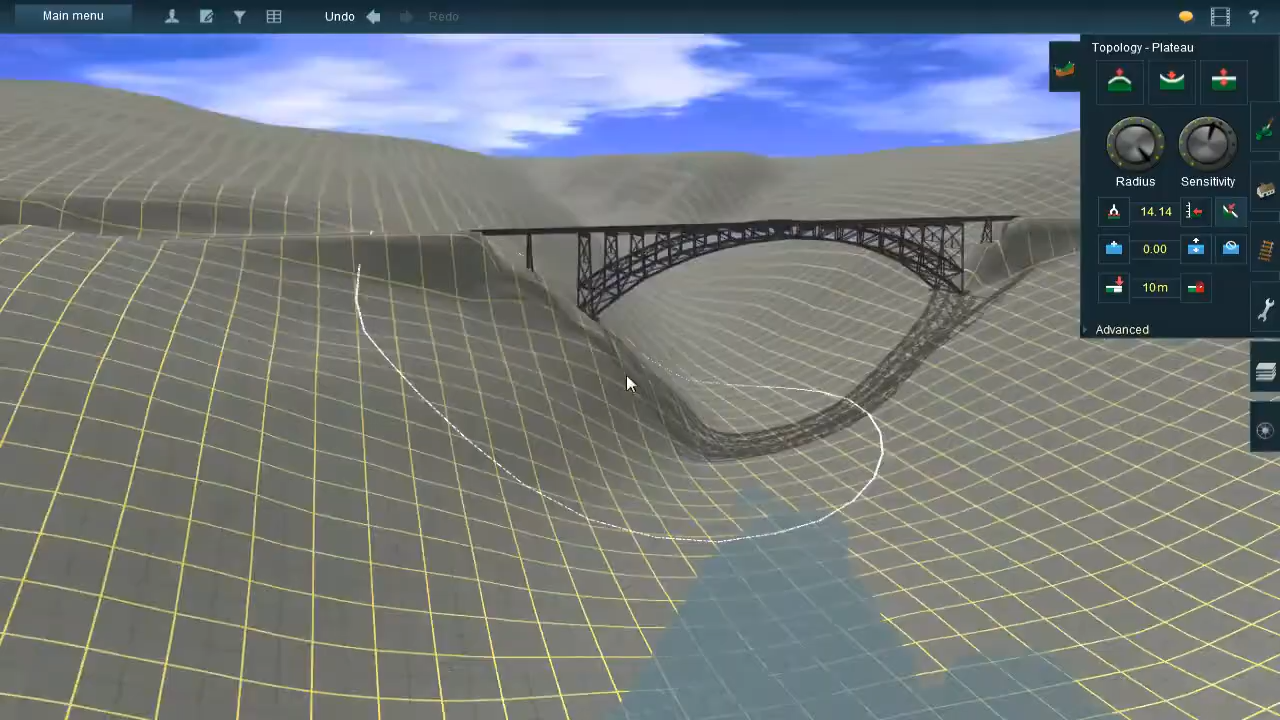 Main menu
Undo
Redo
?
Topology - Plateau
Radius
Sensitivity
14.14
0.00
10m
Advanced